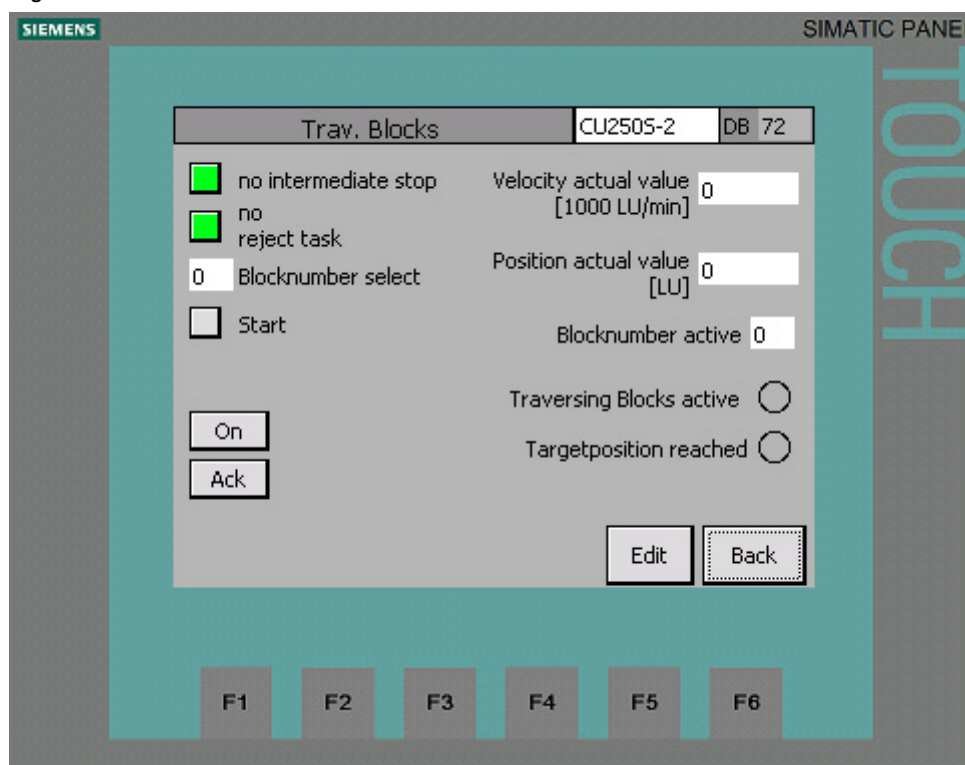 SIEMENS
SIMATIC PANE
TOUCH
Trav. Blocks CU250S-2 DB 72
no intermediate stop
no
reject task
0 Blocknumber select
Start
On
Ack
Velocity actual value 0
[1000 LU/min]
Position actual value 0
[LU]
Blocknumber active 0
Traversing Blocks active
Targetposition reached
Edit Back
F1 F2 F3 F4 F5 F6